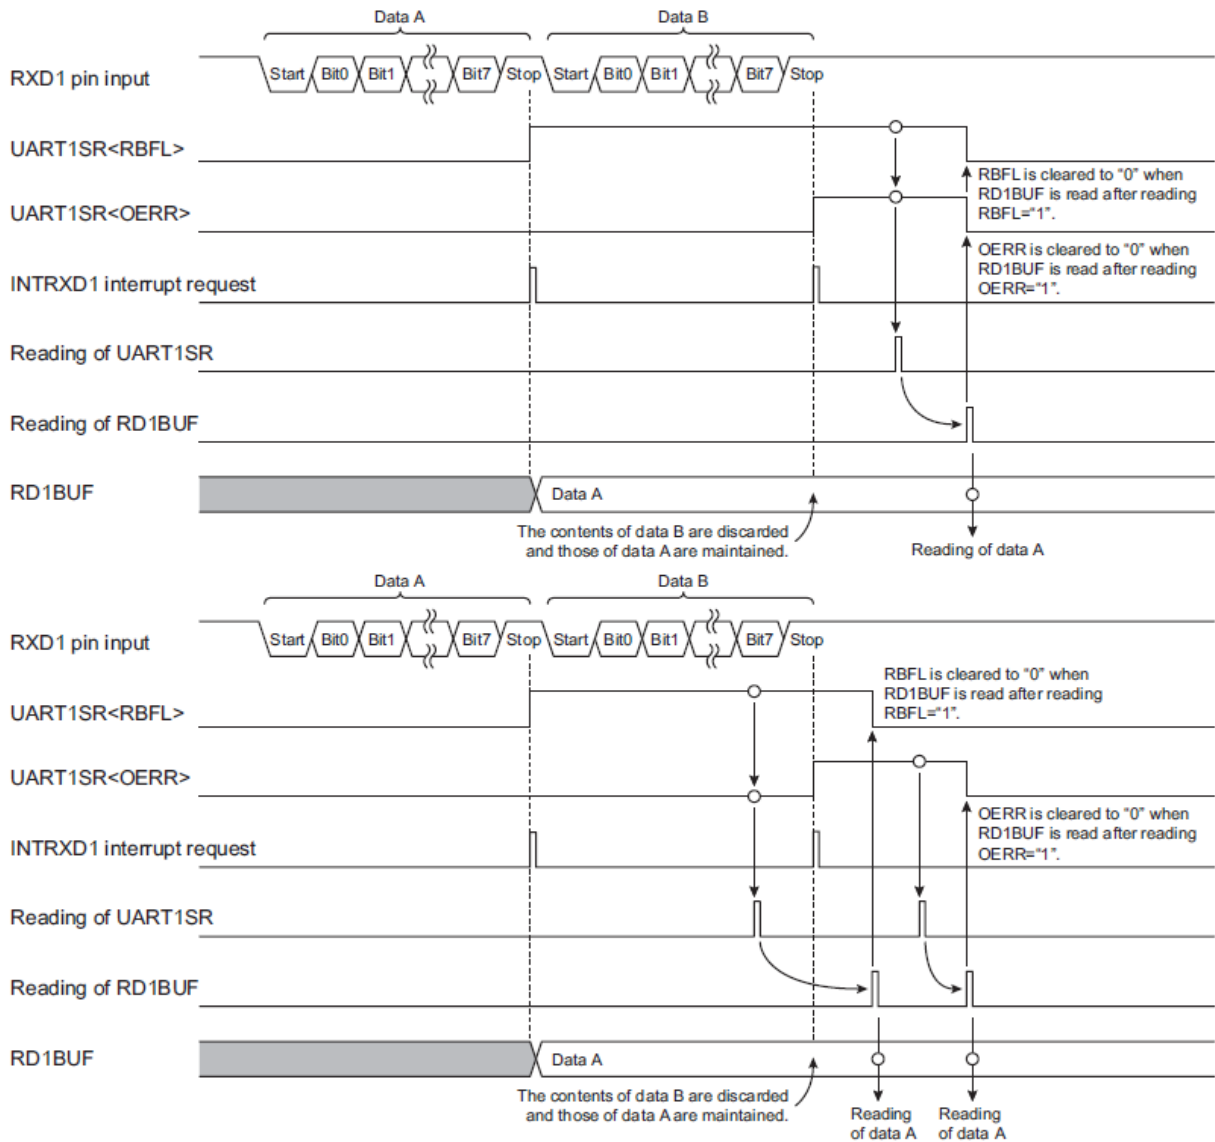 Data A
Data B
RXD1 pin input
Start Bit0 Bit1 Bit7 Stop Start Bit0 Bit1 Bit7 Stop
UART1SR<RBFL>
RBFL is cleared to “0” when
RD1BUF is read after reading
RBFL=“1”.
UART1SR<OERR>
OERR is cleared to “0” when
RD1BUF is read after reading
OERR=“1”.
INTRXD1 interrupt request
Reading of UART1SR
Reading of RD1BUF
RD1BUF
Data A
The contents of data B are discarded
and those of data A are maintained.
Reading of data A
Data A
Data B
RXD1 pin input
Start Bit0 Bit1 Bit7 Stop Start Bit0 Bit1 Bit7 Stop
RBFL is cleared to “0” when
RD1BUF is read after reading
RBFL=“1”.
UART1SR<RBFL>
UART1SR<OERR>
OERR is cleared to “0” when
RD1BUF is read after reading
OERR=“1”.
INTRXD1 interrupt request
Reading of UART1SR
Reading of RD1BUF
RD1BUF
Data A
The contents of data B are discarded
and those of data A are maintained.
Reading
of data A
Reading
of data A